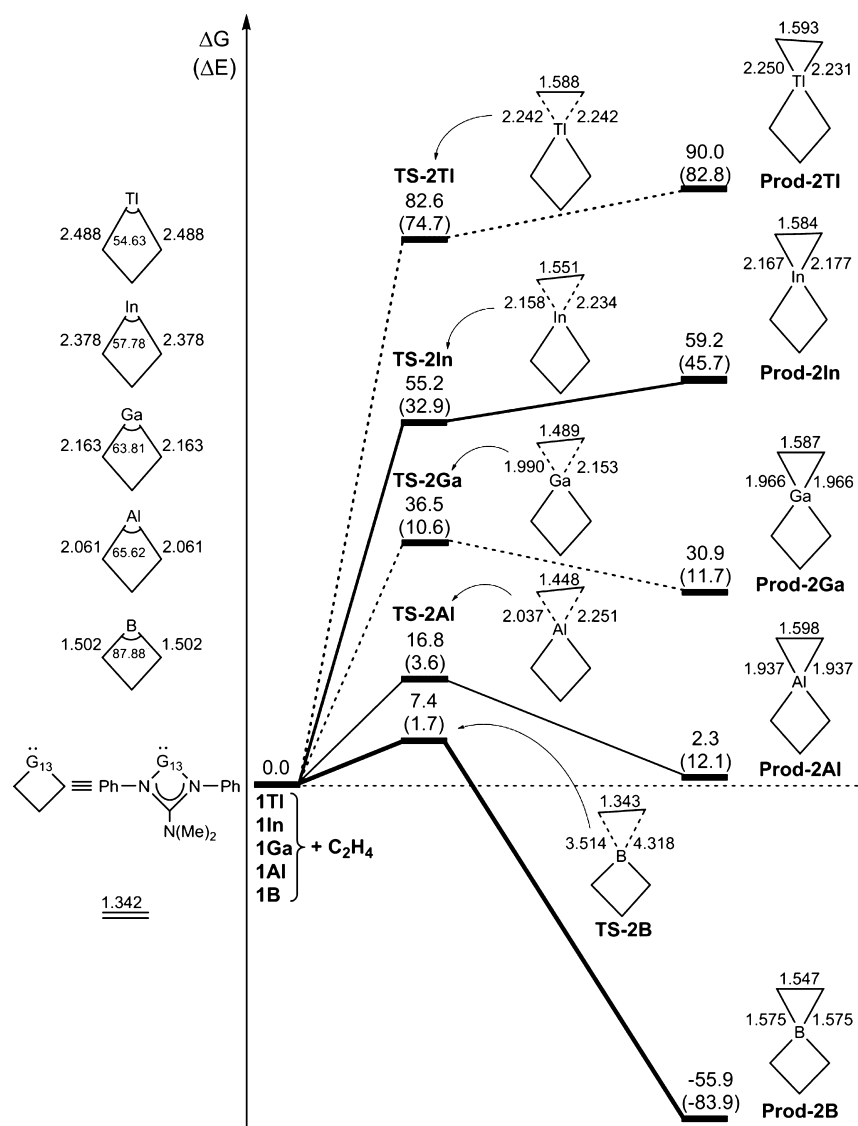 ΔG
(ΔE)
1.588
2.242 2.242
Tl
1.593
2.250 2.231
Tl
TS-2Tl
82.6
(74.7)
90.0
(82.8)
Prod-2Tl
Tl
2.488 54.63 2.488
1.551
2.158 2.234
In
1.584
2.167 2.177
In
In
2.378 57.78 2.378
TS-2In
55.2
(32.9)
59.2
(45.7)
Prod-2In
Ga
2.163 63.81 2.163
1.489
1.990 2.153
Ga
1.587
1.966 1.966
Ga
TS-2Ga
36.5
(10.6)
30.9
(11.7)
Prod-2Ga
Al
2.061 65.62 2.061
1.448
2.037 2.251
Al
TS-2Al
16.8
(3.6)
1.598
1.937 1.937
Al
B
1.502 87.88 1.502
7.4
(1.7)
2.3
(12.1)
Prod-2Al
0.0
G13
≡
G13
Ph N N Ph
N(Me)2
1Tl
1In
1Ga
1Al
1B
+ C2H4
1.343
3.514 4.318
B
TS-2B
1.342
1.547
1.575 1.575
B
-55.9
(-83.9)
Prod-2B